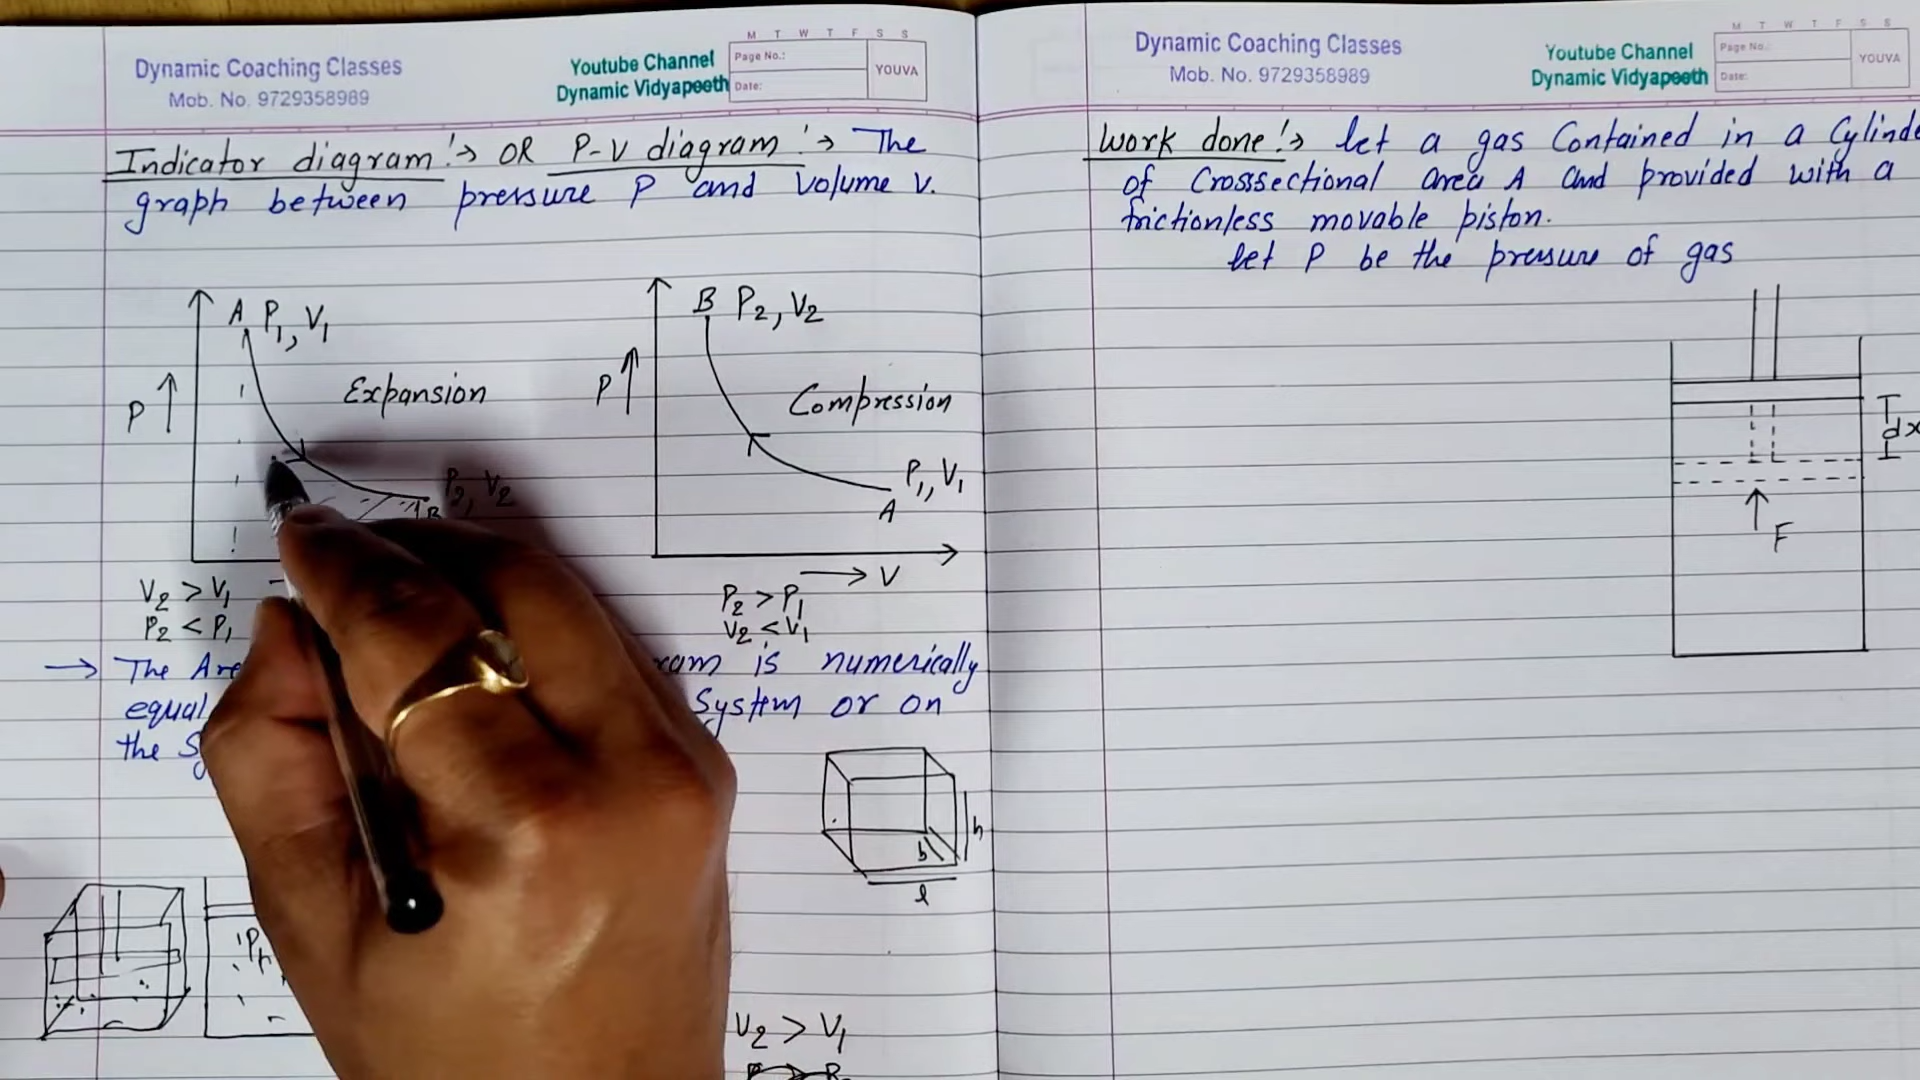 Dynamic Coaching Classes
Mob. No. 9729358989
Youtube Channel
Dynamic Vidyapeeth
M T W T F S S
Page No.:
Date:
YOUVA
Indicator diagram :→ OR P-V diagram :→ The
graph between pressure P and Volume V.
A P1, V1
Expansion
P
P2, V2
B
V2 > V1
P2 < P1
B P2, V2
Compression
P
P1, V1
A
V
P2 > P1
V2 < V1
→ The Are ram is numerically
equal System or on
the Sy
h
b
l
V2 > V1
Dynamic Coaching Classes
Mob. No. 9729358989
Youtube Channel
Dynamic Vidyapeeth
M T W T F S S
Page No.:
Date:
YOUVA
Work done :→ let a gas Contained in a Cylinde
of Crosssectional area A and provided with a
frictionless movable piston.
let P be the pressure of gas
dx
F